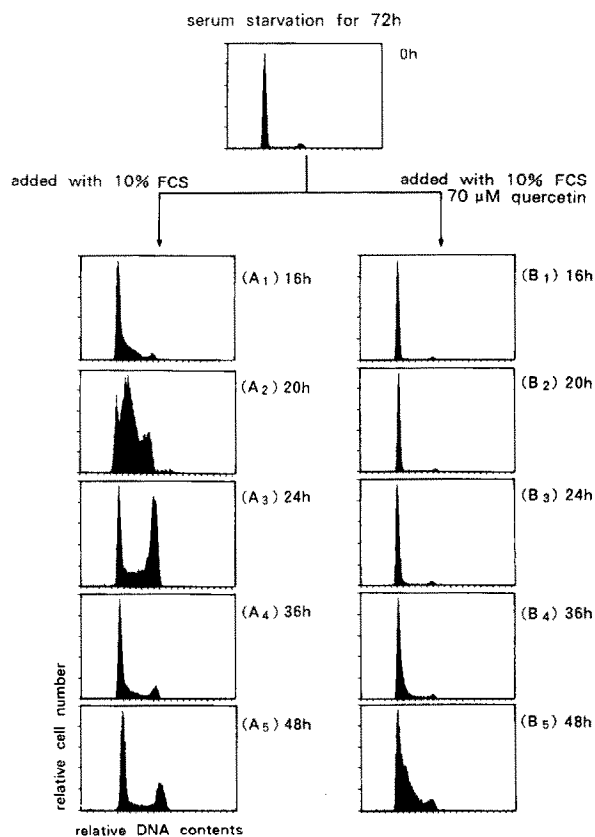 serum starvation for 72h
0h
added with 10% FCS
added with 10% FCS
70 µM quercetin
(A1) 16h
(B1) 16h
(A2) 20h
(B2) 20h
(A3) 24h
(B3) 24h
(A4) 36h
(B4) 36h
(A5) 48h
(B5) 48h
relative cell number
relative DNA contents